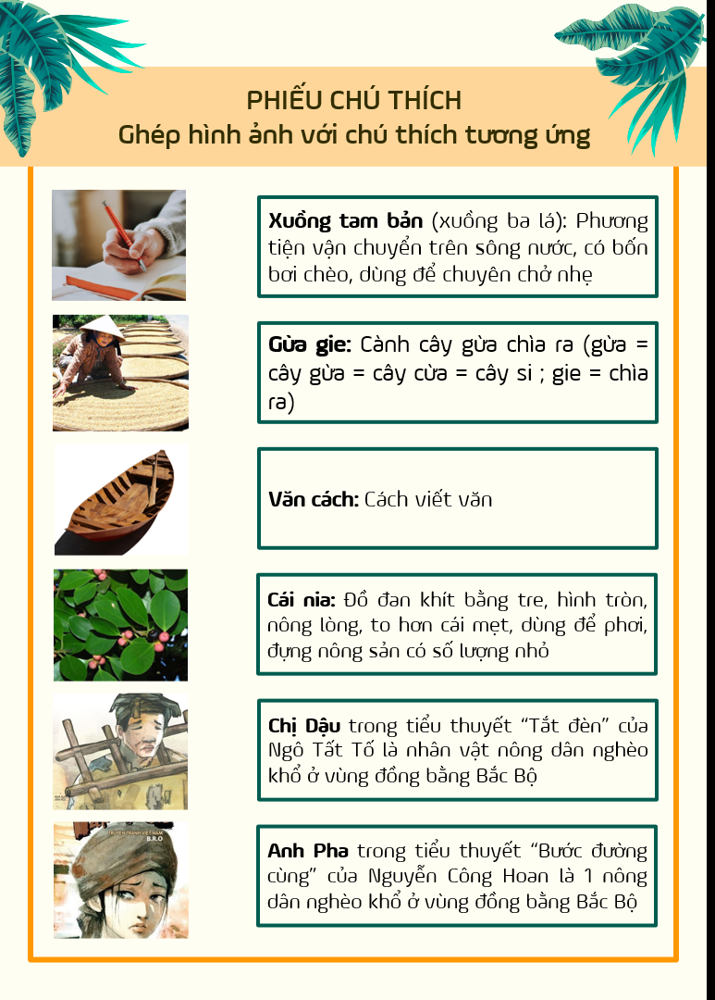 PHIẾU CHÚ THÍCH
Ghép hình ảnh với chú thích tương ứng
Xuồng tam bản (xuồng ba lá): Phương
tiện vận chuyển trên sông nước, có bốn
bơi chèo, dùng để chuyên chở nhẹ
Gừa gie: Cành cây gừa chìa ra (gừa =
cây gừa = cây cừa = cây si ; gie = chìa
ra)
Văn cách: Cách viết văn
Cái nia: Đồ đan khít bằng tre, hình tròn,
nông lòng, to hơn cái mẹt, dùng để phơi,
đựng nông sản có số lượng nhỏ
Chị Dậu trong tiểu thuyết “Tắt đèn” của
Ngô Tất Tố là nhân vật nông dân nghèo
khổ ở vùng đồng bằng Bắc Bộ
TRUYỆN TRANH VIỆT NAM
B.R.O
Anh Pha trong tiểu thuyết “Bước đường
cùng” của Nguyễn Công Hoan là 1 nông
dân nghèo khổ ở vùng đồng bằng Bắc Bộ